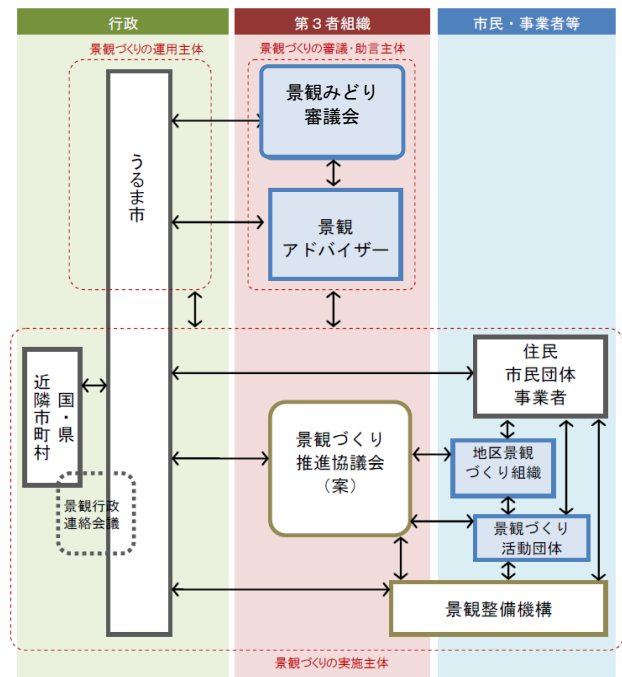 行政
第３者組織
市民・事業者等
景観づくりの運用主体
景観づくりの審議・助言主体
景観みどり
審議会
うるま市
景観
アドバイザー
国・県
近隣市町村
住民
市民団体
事業者
景観づくり
推進協議会
（案）
地区景観
づくり組織
景観行政
連絡会議
景観づくり
活動団体
景観整備機構
景観づくりの実施主体